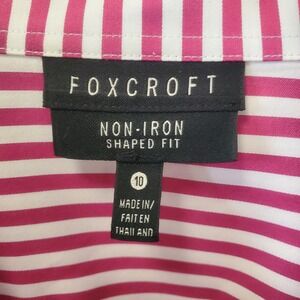 FOXCROFT
NON-IRON
SHAPED FIT
10
MADE IN/
FAIT EN
THAILAND